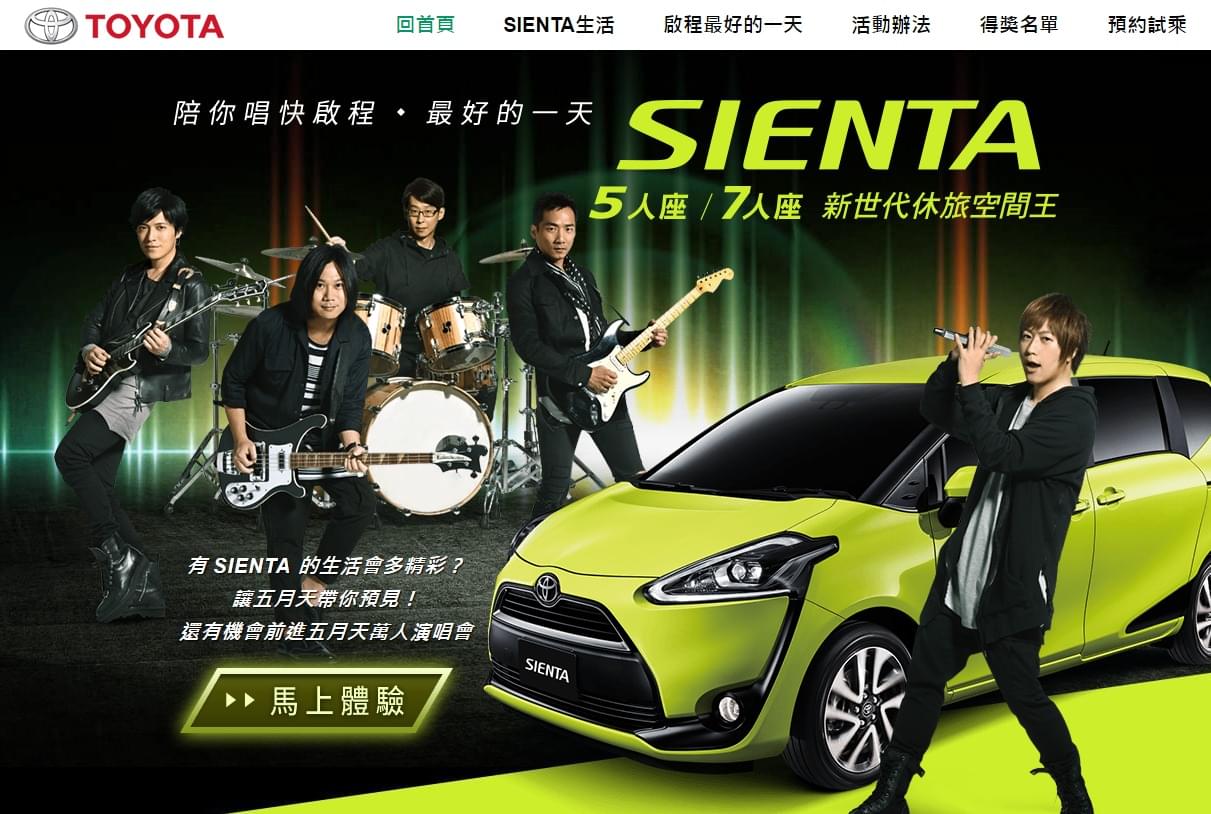 TOYOTA
回首頁 SIENTA生活 啟程最好的一天 活動辦法 得獎名單 預約試乘
陪你唱快啟程・最好的一天
SIENTA
5人座 / 7人座 新世代休旅空間王
有 SIENTA 的生活會多精彩？
讓五月天帶你預見！
還有機會前進五月天萬人演唱會
馬上體驗
SIENTA